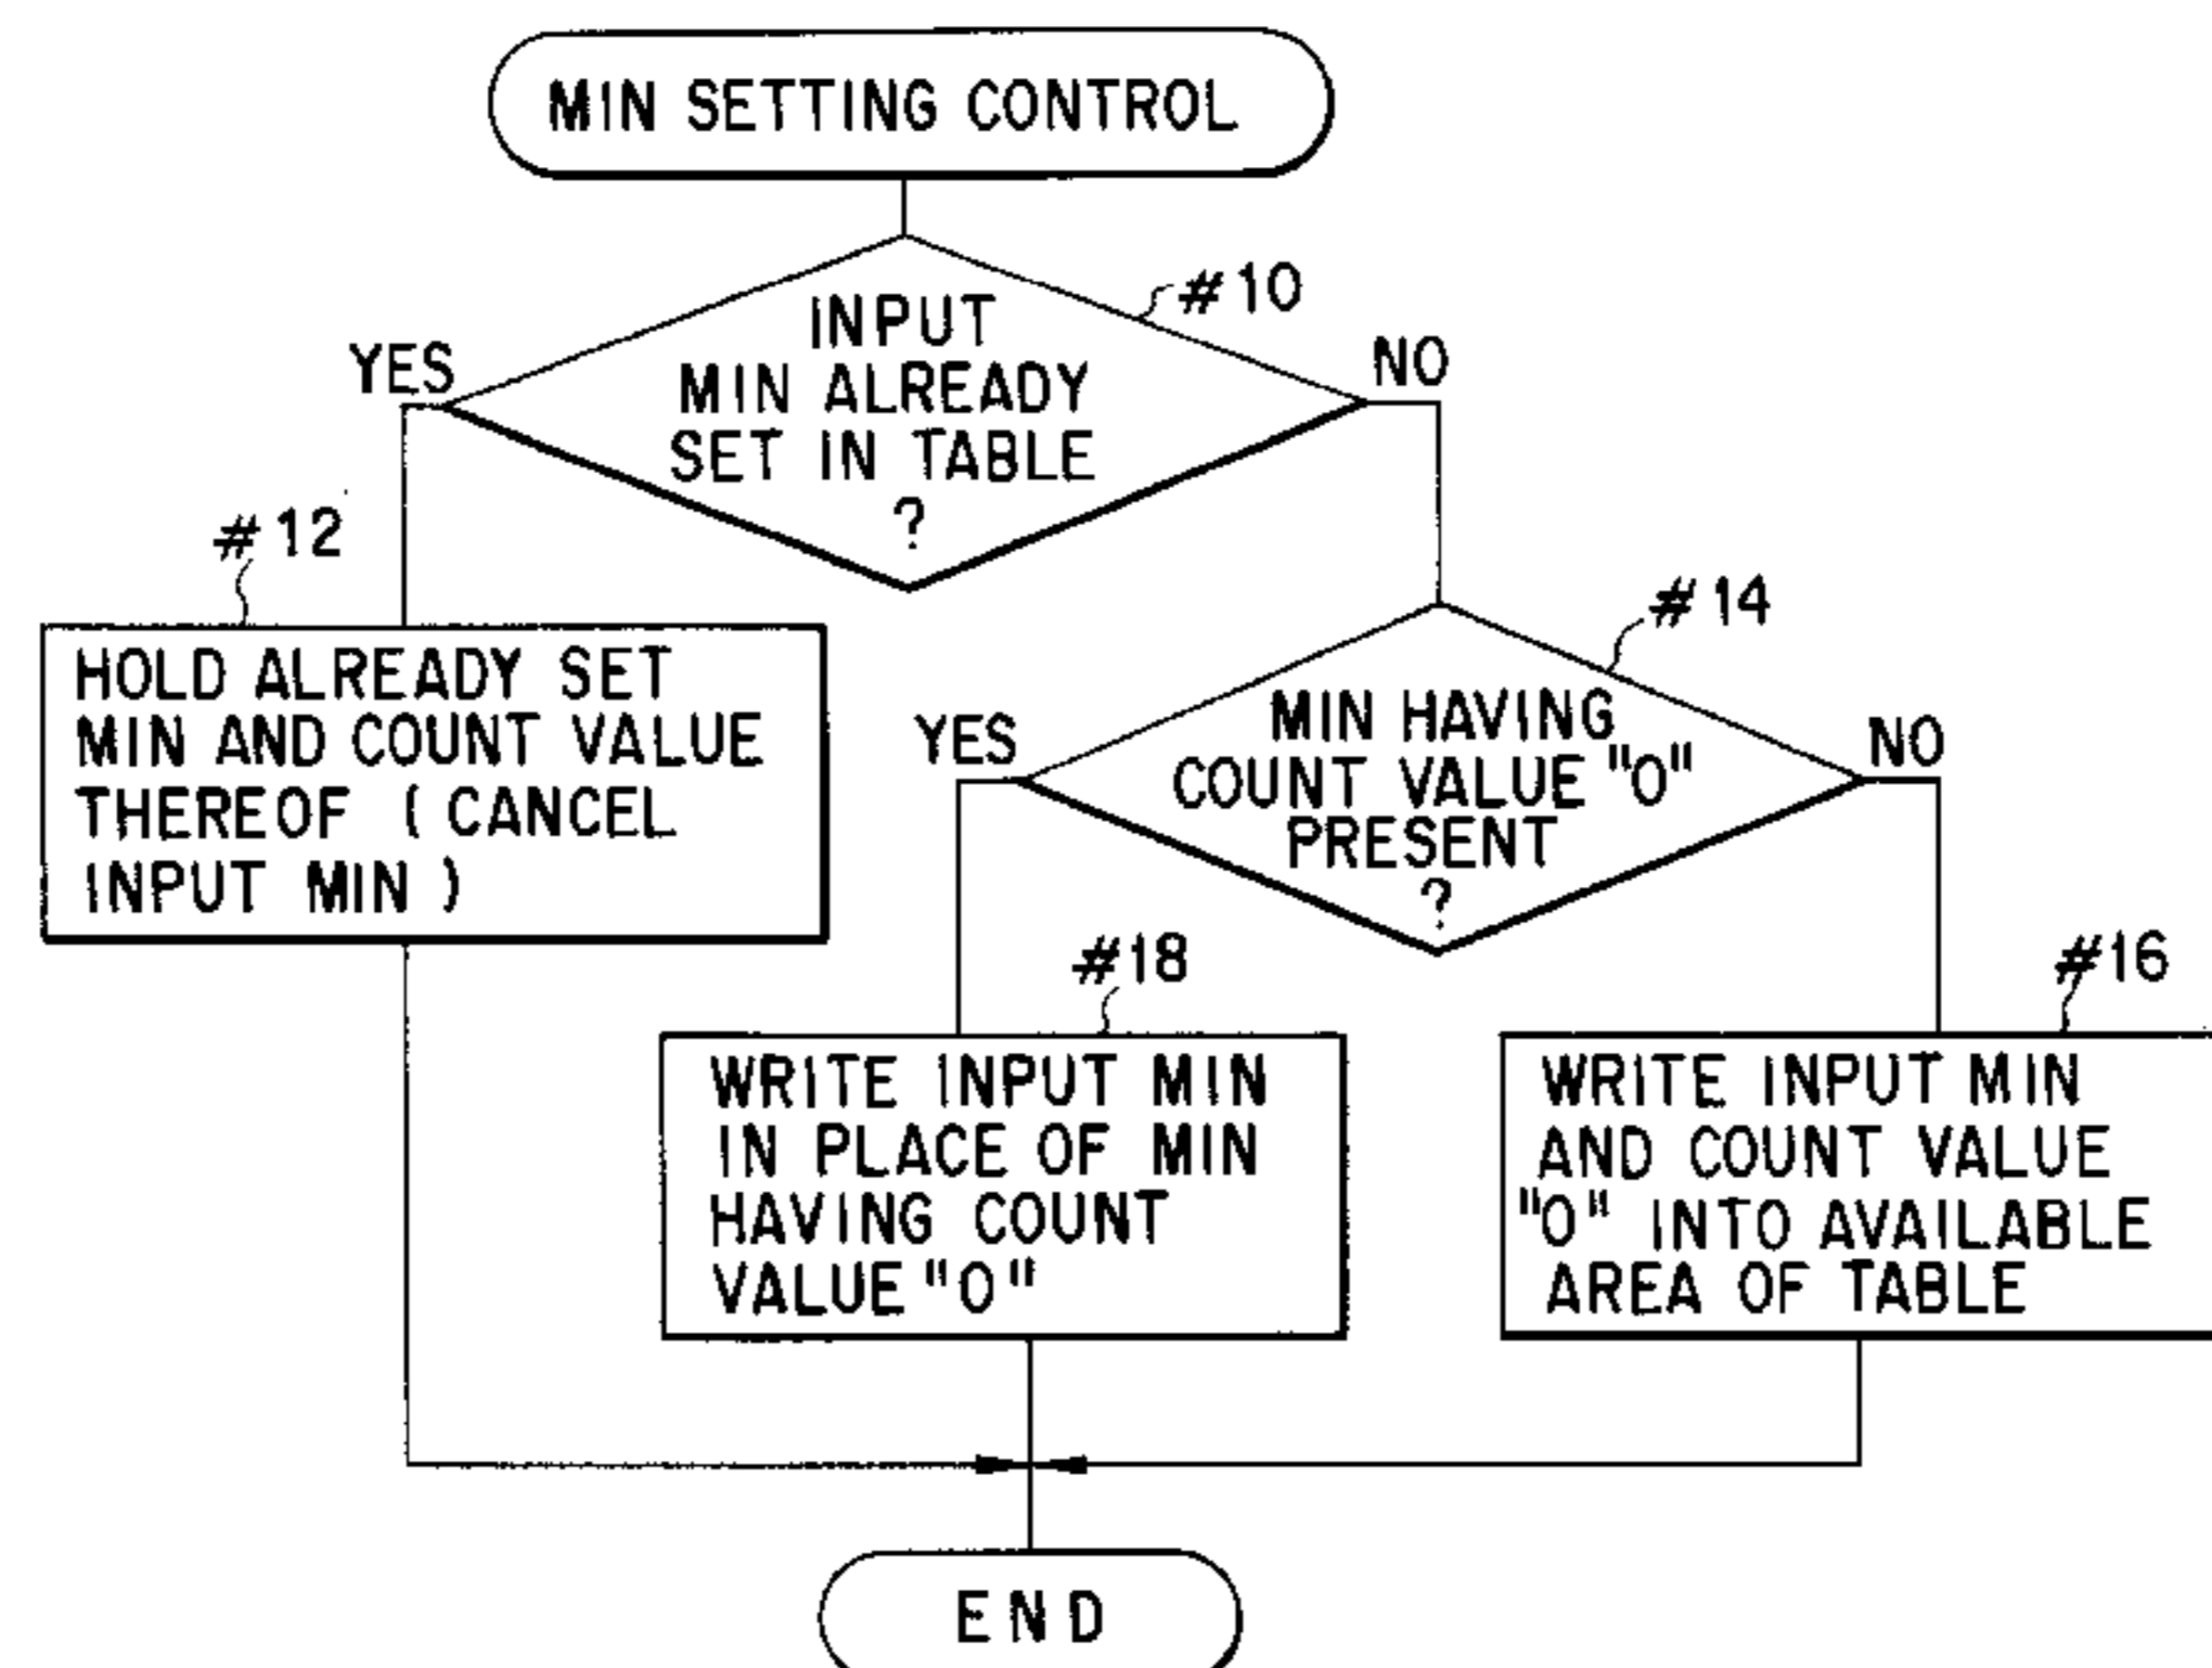 MIN SETTING CONTROL
#10
INPUT
MIN ALREADY
SET IN TABLE
?
YES
NO
#12
HOLD ALREADY SET
MIN AND COUNT VALUE
THEREOF (CANCEL
INPUT MIN)
#14
MIN HAVING
COUNT VALUE "0"
PRESENT
?
YES
NO
#18
WRITE INPUT MIN
IN PLACE OF MIN
HAVING COUNT
VALUE "0"
#16
WRITE INPUT MIN
AND COUNT VALUE
"0" INTO AVAILABLE
AREA OF TABLE
END